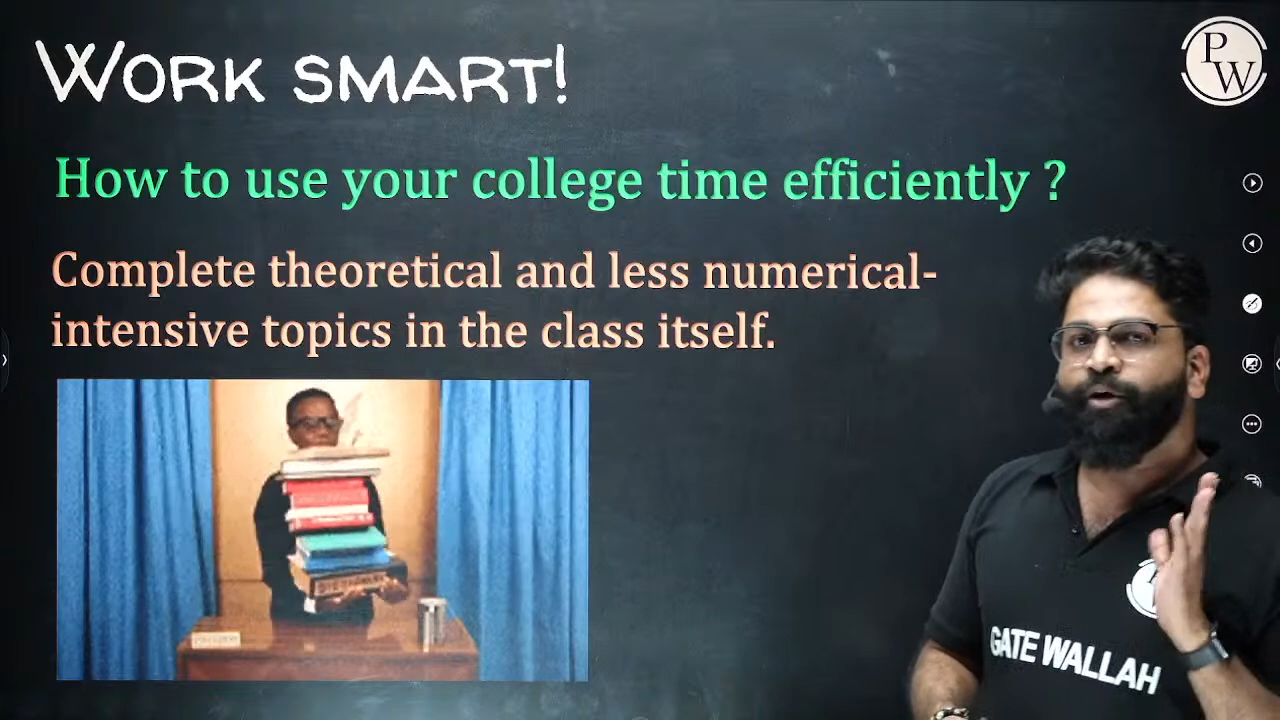 WORK SMART!
PW
How to use your college time efficiently ?
Complete theoretical and less numerical-
intensive topics in the class itself.
DICTIONARY
GATE WALLAH